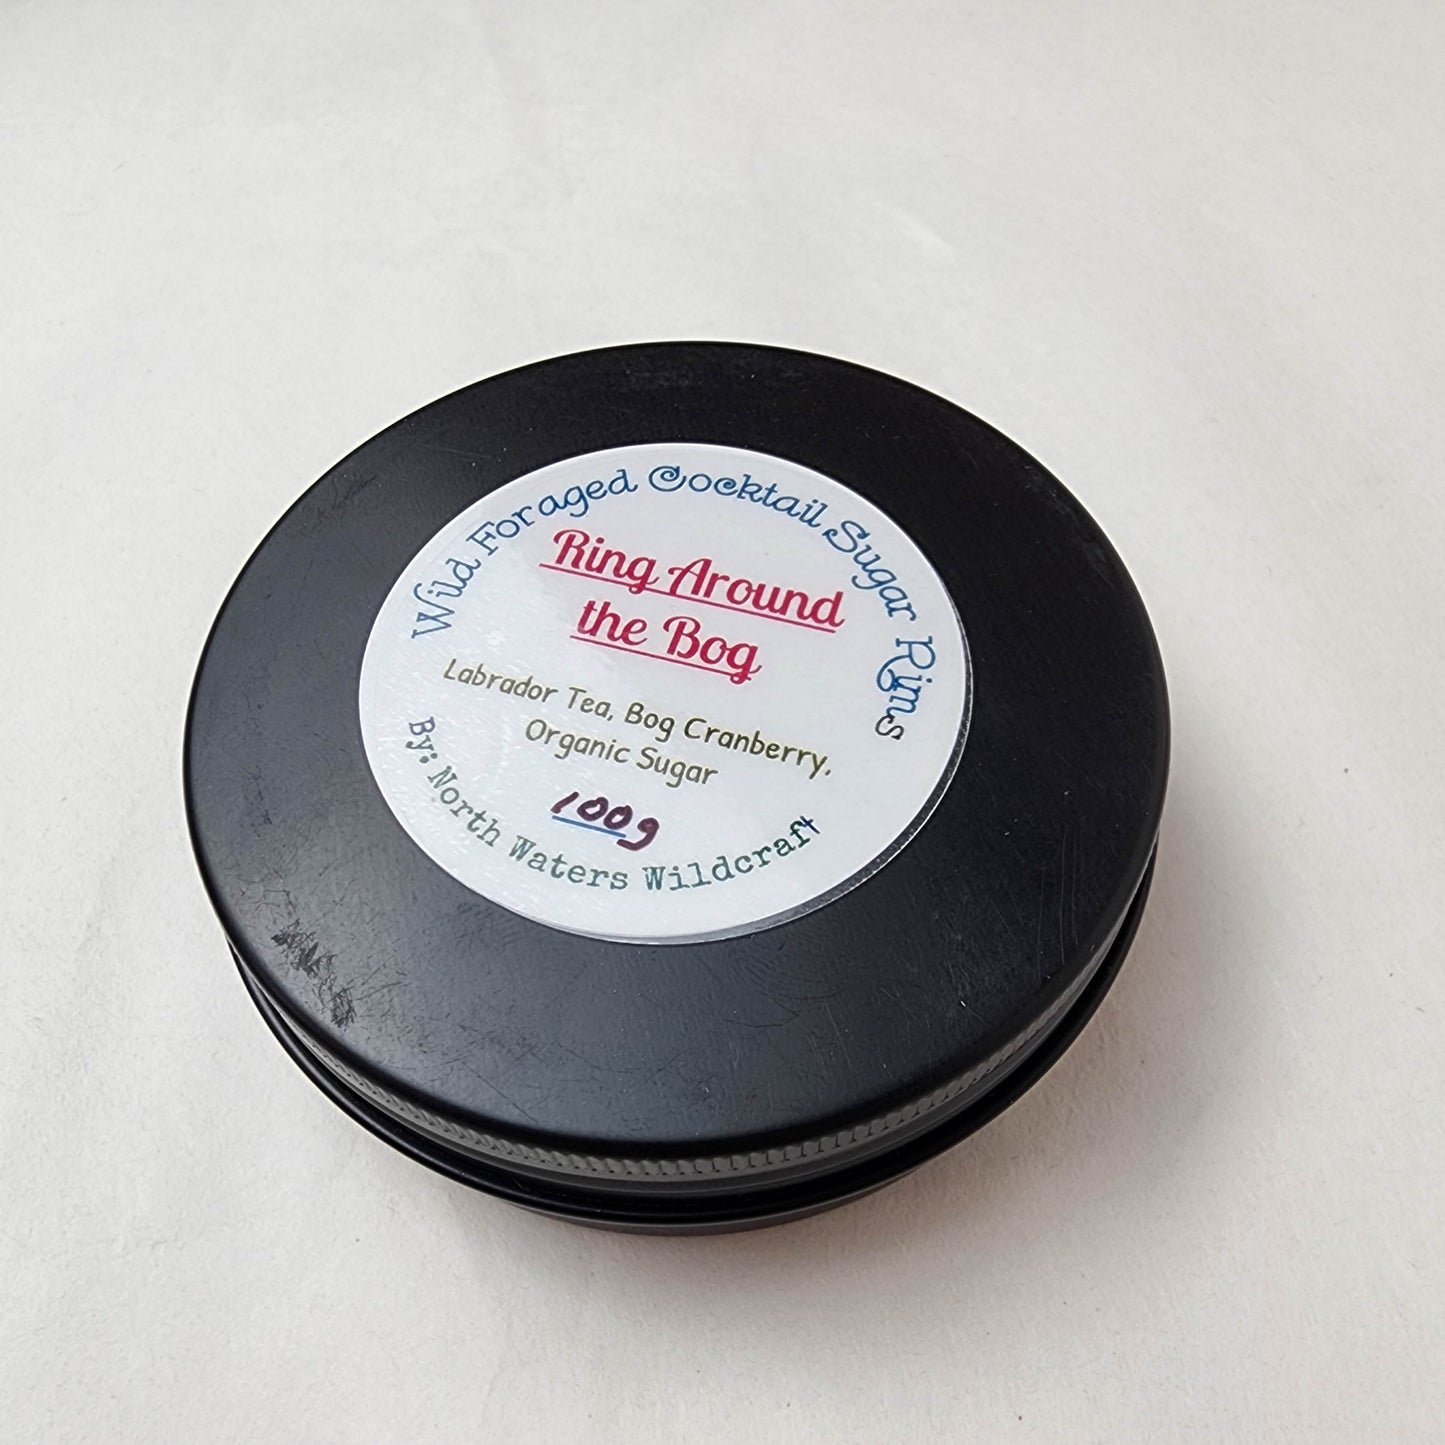 Wild Foraged Cocktail Sugar Rims
Ring Around
the Bog
Labrador Tea, Bog Cranberry,
Organic Sugar
100g
By: North Waters Wildcraft